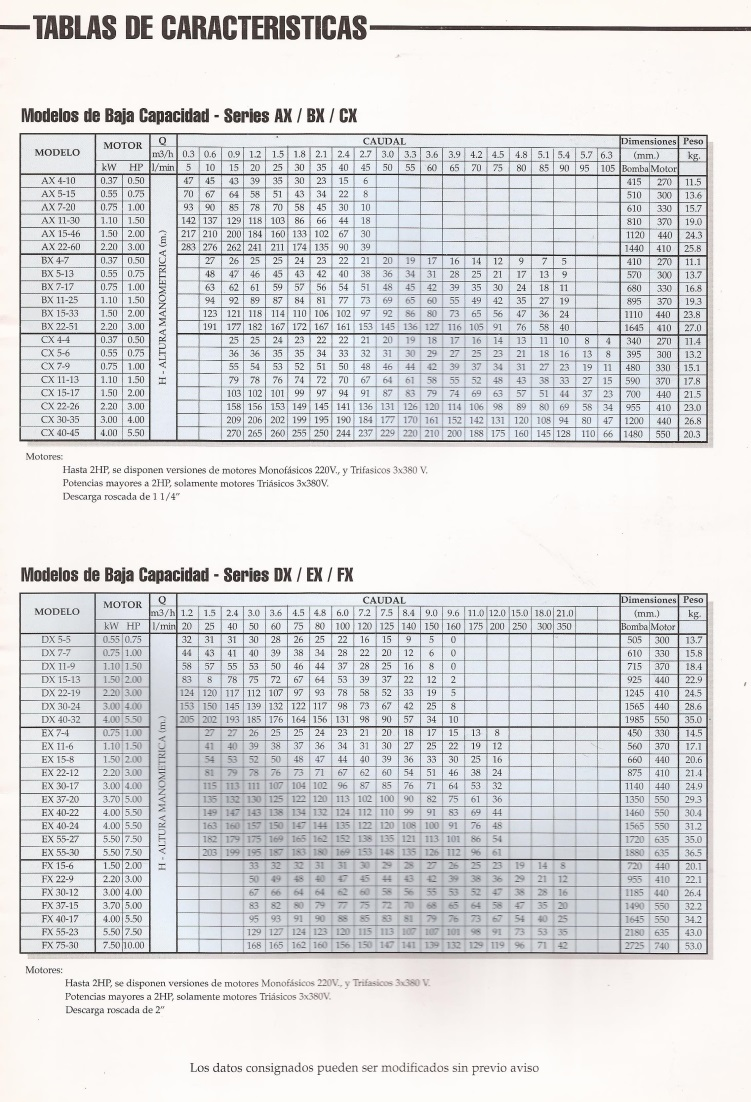 TABLAS DE CARACTERISTICAS
Modelos de Baja Capacidad - Series AX / BX / CX
MODELO MOTOR Q CAUDAL Dimensiones Peso
m3/h 0.3 0.6 0.9 1.2 1.5 1.8 2.1 2.4 2.7 3.0 3.3 3.6 3.9 4.2 4.5 4.8 5.1 5.4 5.7 6.3 (mm.) kg.
kW HP l/min 5 10 15 20 25 30 35 40 45 50 55 60 65 70 75 80 85 90 95 105 Bomba Motor
H - ALTURA MANOMETRICA (m.)
AX 4-10 0.37 0.50 47 45 43 39 35 30 23 15 6 415 270 11.5
AX 5-15 0.55 0.75 70 67 64 58 51 43 34 22 8 510 300 13.6
AX 7-20 0.75 1.00 93 90 85 78 70 58 45 30 10 610 330 15.7
AX 11-30 1.10 1.50 142 137 129 118 103 86 66 44 18 810 370 19.0
AX 15-46 1.50 2.00 217 210 200 184 160 133 102 67 30 1120 440 24.3
AX 22-60 2.20 3.00 283 276 262 241 211 174 135 90 39 1440 410 25.8
BX 4-7 0.37 0.50 27 26 25 25 24 23 22 21 20 19 17 16 14 12 9 7 5 410 270 11.1
BX 5-13 0.55 0.75 48 47 46 45 43 42 40 38 36 34 31 28 25 21 17 13 9 570 300 13.7
BX 7-17 0.75 1.00 63 62 61 59 57 56 54 51 48 45 42 39 35 30 24 18 11 680 330 16.8
BX 11-25 1.10 1.50 94 92 89 87 84 81 77 73 69 65 60 55 49 42 35 27 19 895 370 19.3
BX 15-33 1.50 2.00 123 121 118 114 110 106 102 97 92 86 80 73 65 56 47 36 24 1110 440 23.8
BX 22-51 2.20 3.00 191 177 182 167 172 167 161 153 145 136 127 116 105 91 76 58 40 1645 410 27.0
CX 4-4 0.37 0.50 25 25 24 23 22 22 21 20 19 18 17 16 14 13 11 10 8 4 340 270 11.4
CX 5-6 0.55 0.75 36 36 35 35 34 33 32 31 30 29 27 25 23 21 18 16 13 8 395 300 13.2
CX 7-9 0.75 1.00 55 54 53 52 51 50 48 46 44 42 39 37 34 31 27 23 19 11 480 330 15.1
CX 11-13 1.10 1.50 79 78 76 74 72 70 67 64 61 58 55 52 48 43 38 33 27 15 590 370 17.8
CX 15-17 1.50 2.00 103 102 101 99 97 94 91 87 83 79 74 69 63 57 51 44 37 23 700 440 21.5
CX 22-26 2.20 3.00 158 156 153 149 145 141 136 131 126 120 114 106 98 89 80 69 58 34 955 410 23.0
CX 30-35 3.00 4.00 209 206 202 199 195 190 184 177 170 161 152 142 131 120 108 94 80 47 1200 440 26.8
CX 40-45 4.00 5.50 270 265 260 255 250 244 237 229 220 210 200 188 175 160 145 128 110 66 1480 550 20.3
Motores:
Hasta 2HP, se disponen versiones de motores Monofásicos 220V., y Trifasicos 3x380 V.
Potencias mayores a 2HP, solamente motores Triásicos 3x380V.
Descarga roscada de 1 1/4"
Modelos de Baja Capacidad - Series DX / EX / FX
MODELO MOTOR Q CAUDAL Dimensiones Peso
m3/h 1.2 1.5 2.4 3.0 3.6 4.5 4.8 6.0 7.2 7.5 8.4 9.0 9.6 11.0 12.0 15.0 18.0 21.0 (mm.) kg.
kW HP l/min 20 25 40 50 60 75 80 100 120 125 140 150 160 175 200 250 300 350 Bomba Motor
H - ALTURA MANOMETRICA (m.)
DX 5-5 0.55 0.75 32 31 31 30 28 26 25 22 16 15 9 5 0 505 300 13.7
DX 7-7 0.75 1.00 44 43 41 40 39 38 34 28 22 20 12 6 0 610 330 15.8
DX 11-9 1.10 1.50 58 57 55 53 50 46 44 37 28 25 16 8 0 715 370 18.4
DX 15-13 1.50 2.00 83 8 78 75 72 67 64 53 39 37 22 12 2 925 440 22.9
DX 22-19 2.20 3.00 124 120 117 112 107 97 93 78 58 52 33 19 5 1245 410 24.5
DX 30-24 3.00 4.00 153 150 145 139 132 122 117 98 73 67 42 25 8 1565 440 28.6
DX 40-32 4.00 5.50 205 202 193 185 176 164 156 131 98 90 57 34 10 1985 550 35.0
EX 7-4 0.75 1.00 27 27 26 25 25 24 23 21 20 18 17 15 13 8 450 330 14.5
EX 11-6 1.10 1.50 41 40 39 38 37 36 34 31 30 27 25 22 19 12 560 370 17.1
EX 15-8 1.50 2.00 54 53 52 50 48 47 44 40 39 36 33 30 25 16 660 440 20.6
EX 22-12 2.20 3.00 81 79 78 76 73 71 67 62 60 54 51 46 38 24 875 410 21.4
EX 30-17 3.00 4.00 115 113 111 107 104 102 96 87 85 76 71 64 53 32 1140 440 24.9
EX 37-20 3.70 5.00 135 132 130 125 122 120 113 102 100 90 82 75 61 36 1350 550 29.3
EX 40-22 4.00 5.50 149 147 143 138 134 132 124 112 110 99 91 83 69 44 1460 550 30.4
EX 40-24 4.00 5.50 163 160 157 150 147 144 135 122 120 108 100 91 76 48 1565 550 31.2
EX 55-27 5.50 7.50 182 179 175 169 165 162 152 138 135 121 113 101 86 54 1720 635 35.0
EX 55-30 5.50 7.50 203 199 195 187 183 180 169 153 148 135 126 112 96 61 1880 635 36.5
FX 15-6 1.50 2.00 33 32 32 31 31 30 29 28 27 26 25 23 19 14 8 720 440 20.1
FX 22-9 2.20 3.00 50 49 48 40 47 45 44 43 42 39 38 36 29 21 12 955 410 22.1
FX 30-12 3.00 4.00 67 66 64 64 62 60 58 56 55 53 52 47 38 28 16 1185 440 26.4
FX 37-15 3.70 5.00 83 82 80 79 77 75 72 70 68 65 64 58 47 35 20 1490 550 32.2
FX 40-17 4.00 5.50 95 93 91 90 88 85 83 81 79 76 73 67 54 40 25 1645 550 34.2
FX 55-23 5.50 7.50 129 127 124 123 120 115 113 107 107 101 98 91 73 53 35 2180 635 43.0
FX 75-30 7.50 10.00 168 165 162 160 156 150 147 141 139 132 129 119 96 71 42 2725 740 53.0
Motores:
Hasta 2HP, se disponen versiones de motores Monofásicos 220V., y Trifasicos 3x380 V.
Potencias mayores a 2HP, solamente motores Triásicos 3x380V.
Descarga roscada de 2"
Los datos consignados pueden ser modificados sin previo aviso